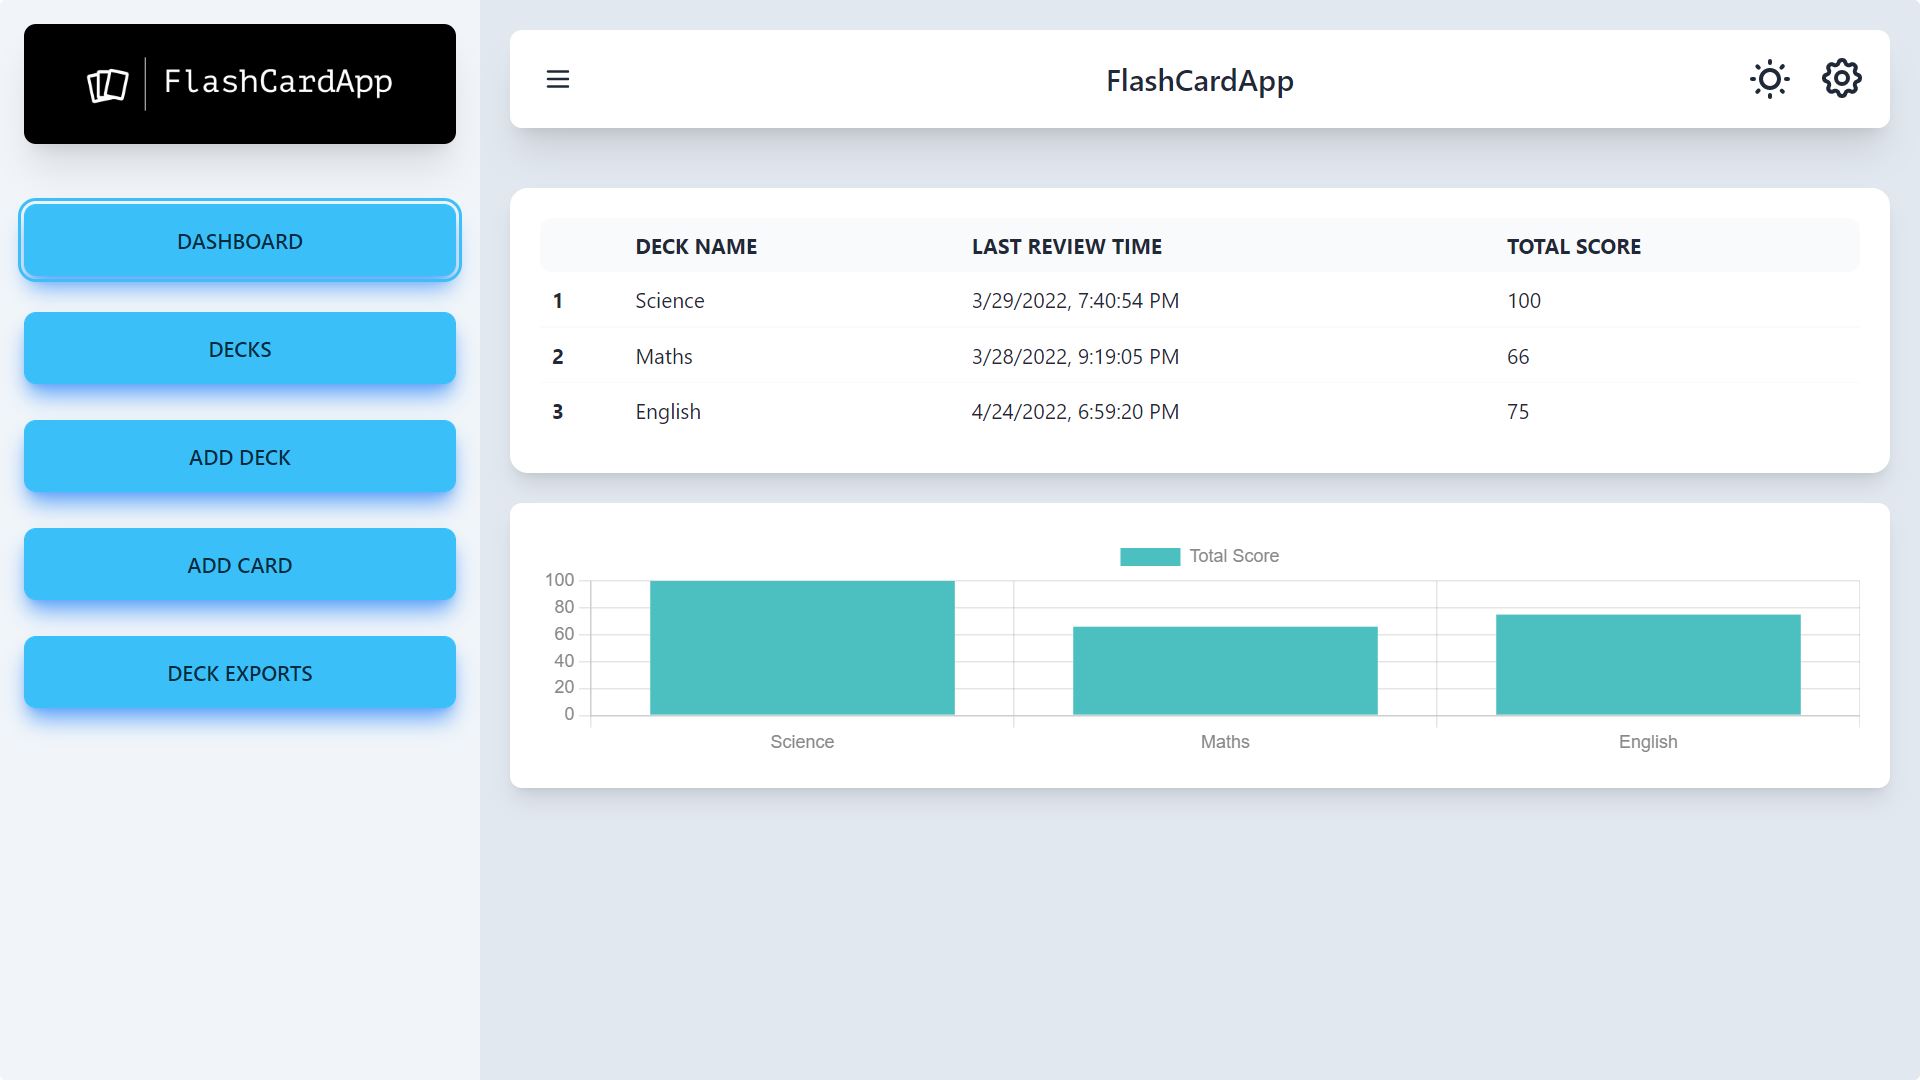 FlashCardApp
DASHBOARD
DECKS
ADD DECK
ADD CARD
DECK EXPORTS
FlashCardApp
DECK NAME LAST REVIEW TIME TOTAL SCORE
1 Science 3/29/2022, 7:40:54 PM 100
2 Maths 3/28/2022, 9:19:05 PM 66
3 English 4/24/2022, 6:59:20 PM 75
Total Score
100
80
60
40
20
0
Science Maths English